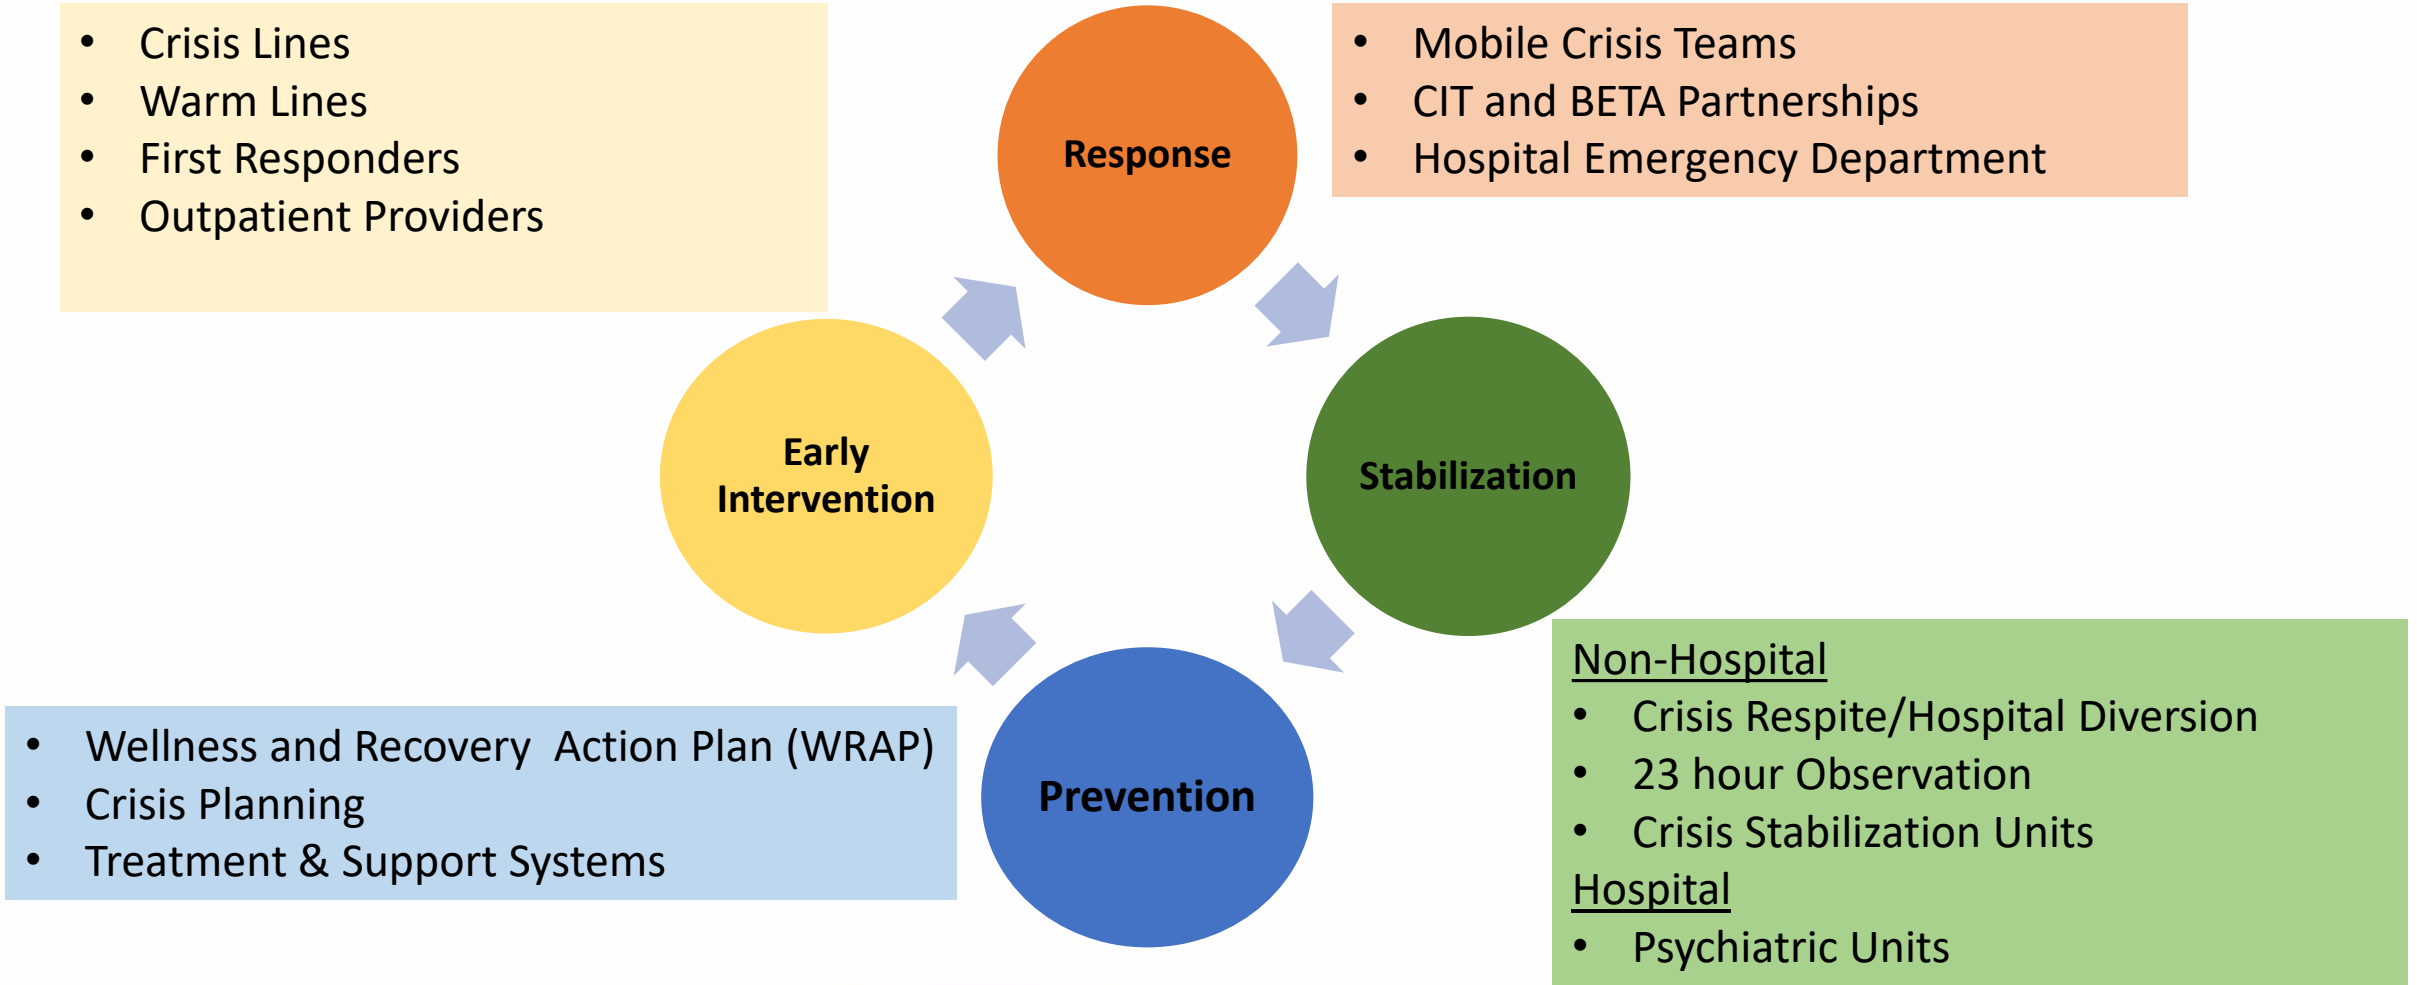 • Crisis Lines
• Warm Lines
• First Responders
• Outpatient Providers
Response
• Mobile Crisis Teams
• CIT and BETA Partnerships
• Hospital Emergency Department
Early
Intervention
Stabilization
• Wellness and Recovery  Action Plan (WRAP)
• Crisis Planning
• Treatment & Support Systems
Prevention
Non-Hospital
• Crisis Respite/Hospital Diversion
• 23 hour Observation
• Crisis Stabilization Units
Hospital
• Psychiatric Units